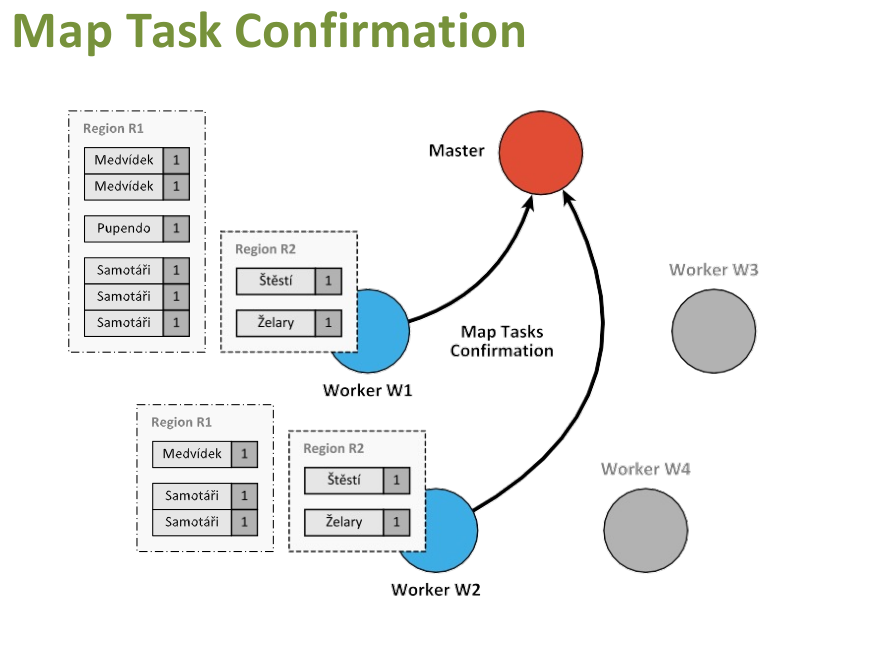 Map Task Confirmation
Region R1
Medvídek 1
Medvídek 1
Pupendo 1
Samotáři 1
Samotáři 1
Samotáři 1
Region R2
Štěstí 1
Želary 1
Master
Worker W3
Map Tasks
Confirmation
Worker W1
Region R1
Medvídek 1
Samotáři 1
Samotáři 1
Region R2
Štěstí 1
Želary 1
Worker W4
Worker W2